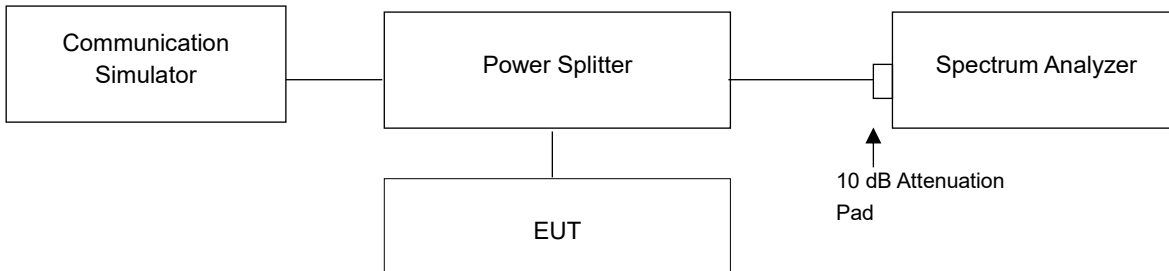 Communication
Simulator
Power Splitter
Spectrum Analyzer
10 dB Attenuation
Pad
EUT